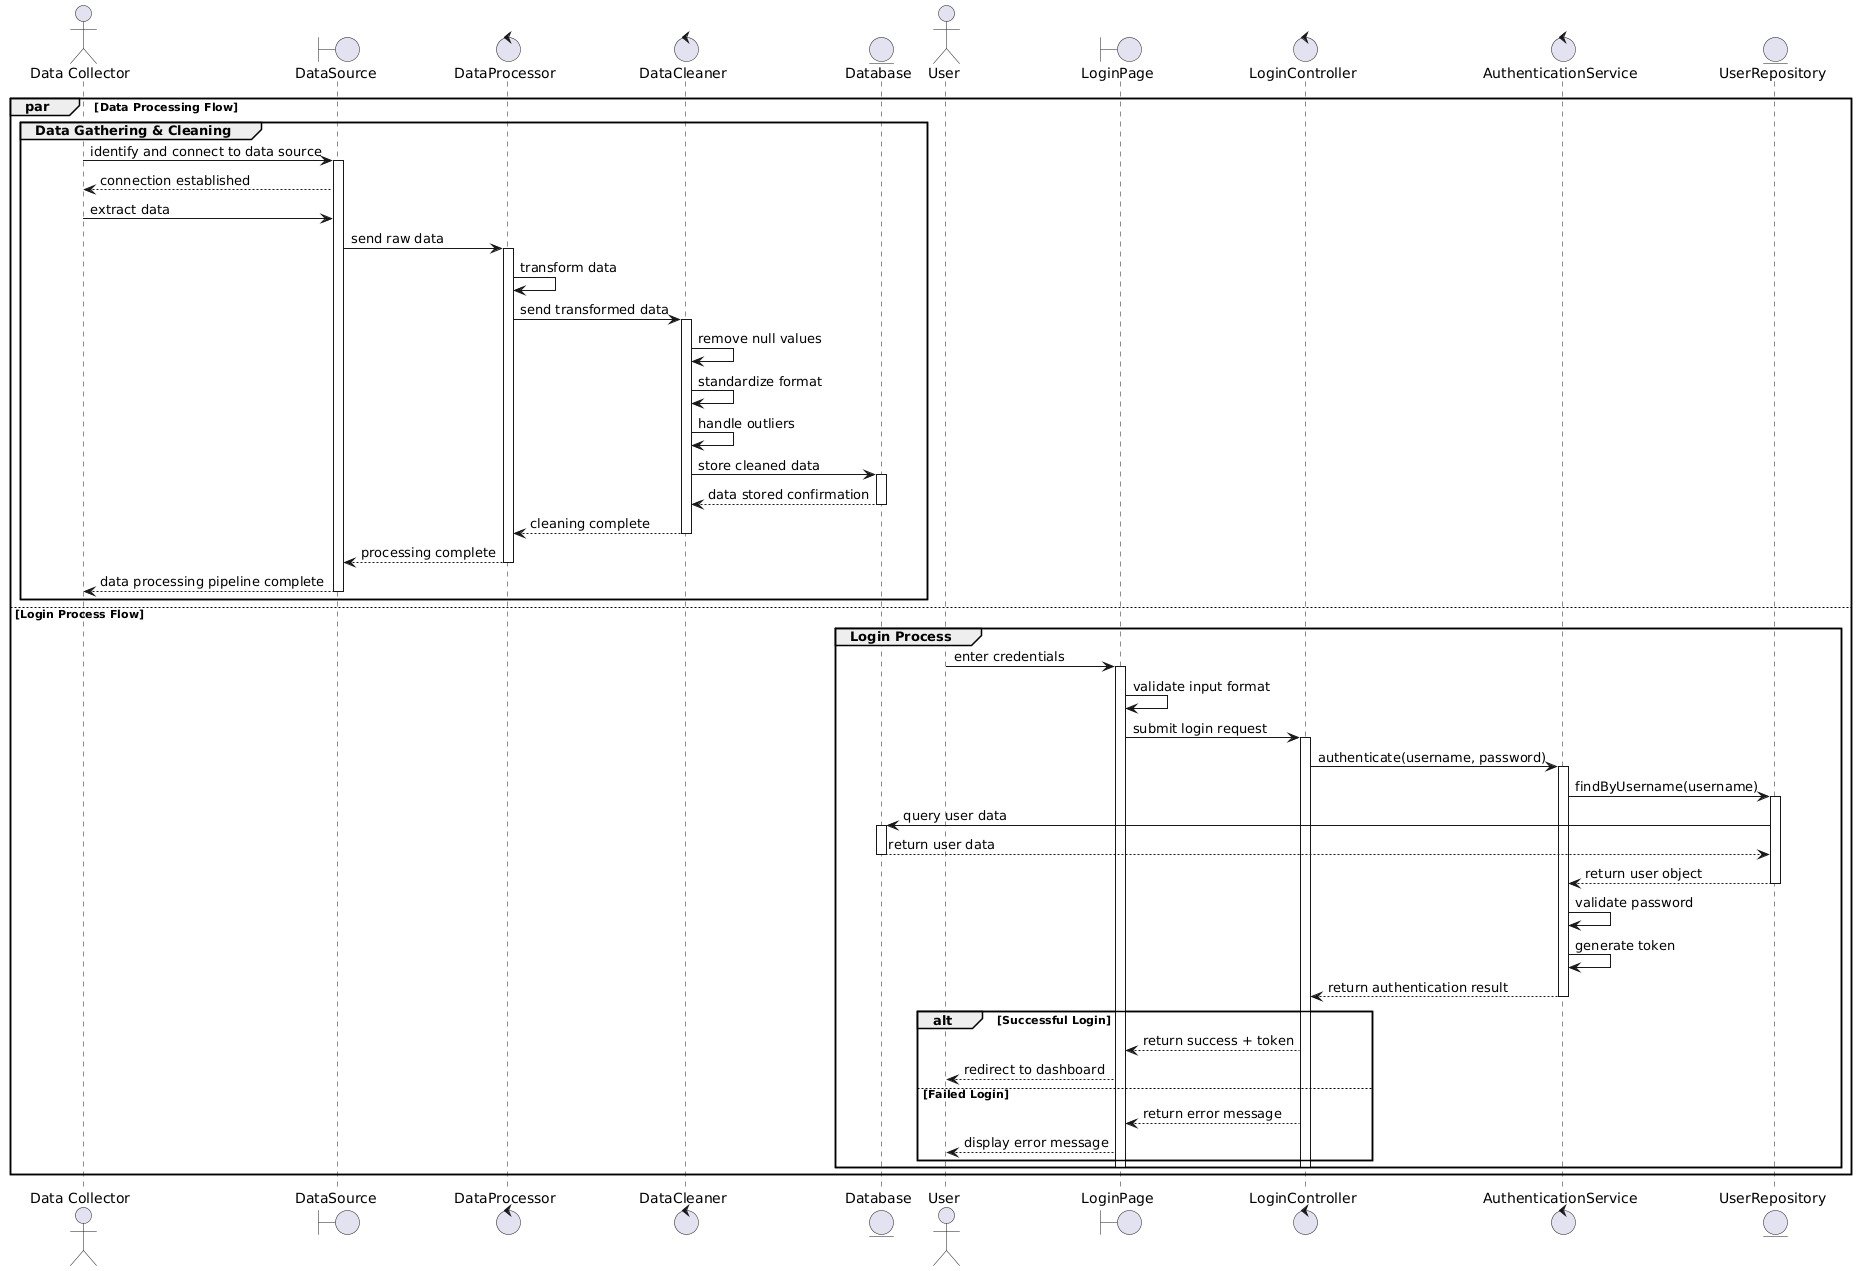 Data Collector DataSource DataProcessor DataCleaner Database User LoginPage LoginController AuthenticationService UserRepository
par [Data Processing Flow]
Data Gathering & Cleaning
identify and connect to data source
connection established
extract data
send raw data
transform data
send transformed data
remove null values
standardize format
handle outliers
store cleaned data
data stored confirmation
cleaning complete
processing complete
data processing pipeline complete
[Login Process Flow]
Login Process
enter credentials
validate input format
submit login request
authenticate(username, password)
findByUsername(username)
query user data
return user data
return user object
validate password
generate token
return authentication result
alt [Successful Login]
return success + token
redirect to dashboard
[Failed Login]
return error message
display error message
Data Collector DataSource DataProcessor DataCleaner Database User LoginPage LoginController AuthenticationService UserRepository